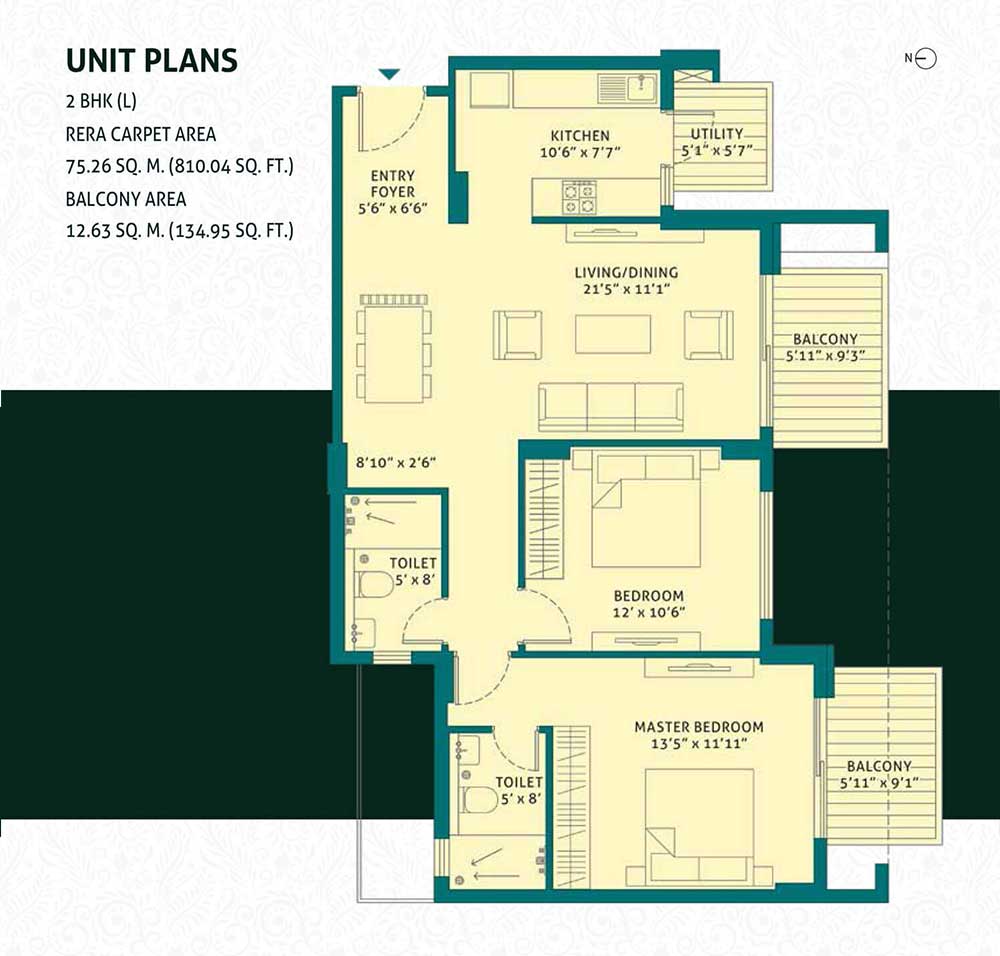 UNIT PLANS
2 BHK (L)
RERA CARPET AREA
75.26 SQ. M. (810.04 SQ. FT.)
BALCONY AREA
12.63 SQ. M. (134.95 SQ. FT.)
N
KITCHEN
10'6" x 7'7"
UTILITY
5'1" x 5'7"
ENTRY
FOYER
5'6" x 6'6"
LIVING/DINING
21'5" x 11'1"
BALCONY
5'11" x 9'3"
8'10" x 2'6"
TOILET
5' x 8'
BEDROOM
12' x 10'6"
MASTER BEDROOM
13'5" x 11'11"
BALCONY
5'11" x 9'1"
TOILET
5' x 8'